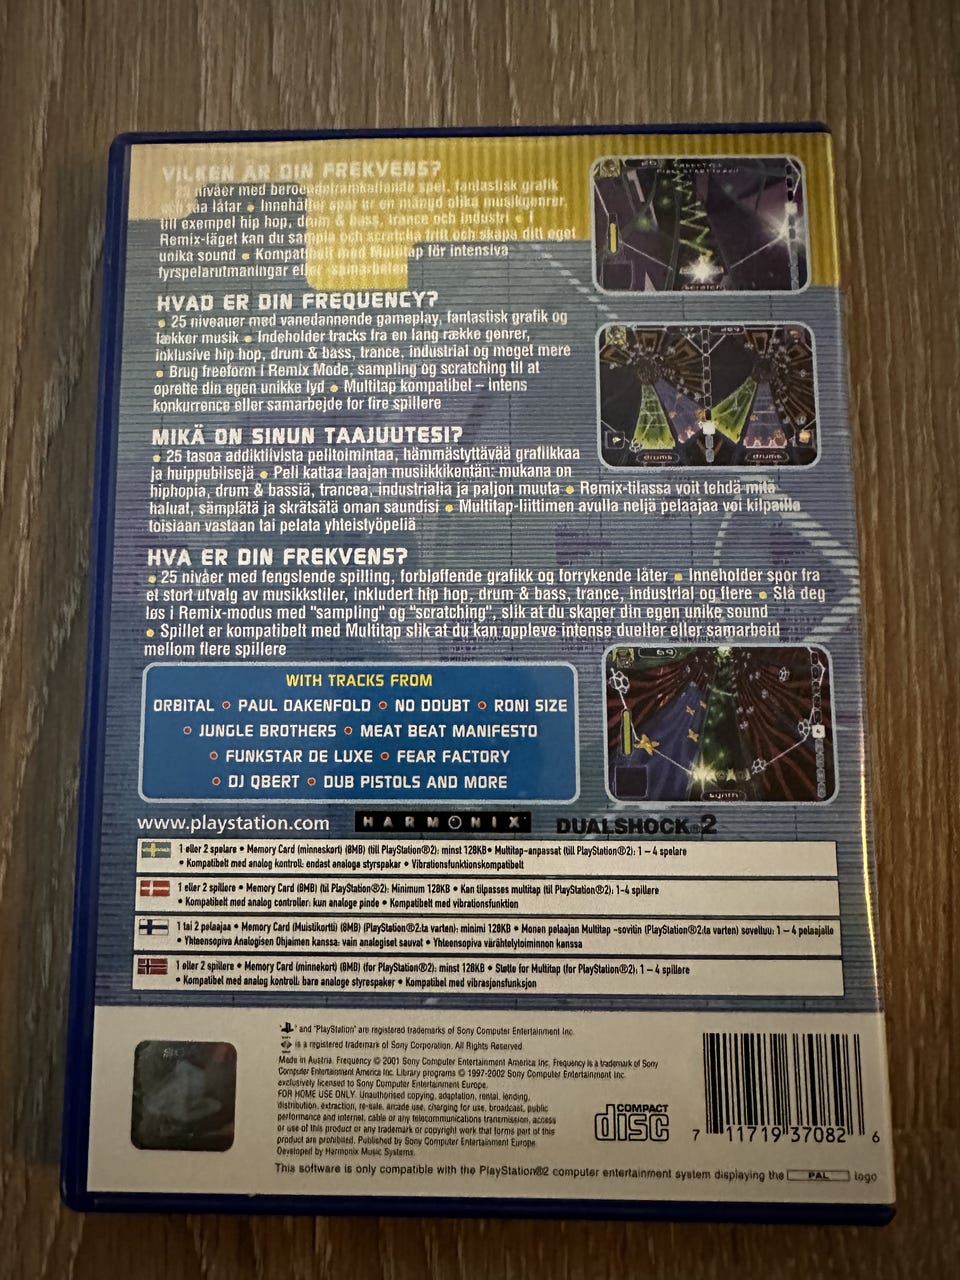 VILKEN ÄR DIN FREKVENS?
nivåer med beroendeframkallande spel, fantastisk grafik
och låtar • Innehåller spår av en mängd olika musikgenrer,
till exempel hip hop, drum & bass, trance och industri • I
Remix-läget kan du sampla och scratcha fritt och skapa ditt eget
unika sound • Kompatibelt med Multitap för intensiva
fyrspelarutmaningar eller -samarbeten
HVAD ER DIN FREQUENCY?
• 25 niveauer med vanedannende gameplay, fantastisk grafik og
lækker musik • Indeholder tracks fra en lang række genrer,
inklusive hip hop, drum & bass, trance, industrial og meget mere
• Brug freeform i Remix Mode, sampling og scratching til at
oprette din egen unikke lyd • Multitap kompatibel – intens
konkurrence eller samarbejde for fire spillere
MIKÄ ON SINUN TAAJUUTESI?
• 25 tasoa addiktiivista pelitoimintaa, hämmästyttävää grafiikkaa
ja huippubiisejä • Peli kattaa laajan musiikkikentän: mukana on
hiphopia, drum & bassiä, trancea, industrialia ja paljon muuta • Remix-tilassa voit tehdä mitä
haluat, sämplätä ja skrätsätä oman saundisi • Multitap-liittimen avulla neljä pelaajaa voi kilpailla
toisiaan vastaan tai pelata yhteistyöpeliä
HVA ER DIN FREKVENS?
• 25 nivåer med fengslende spilling, forbløffende grafikk og forrykende låter • Inneholder spor fra
et stort utvalg av musikkstiler, inkludert hip hop, drum & bass, trance, industrial og flere • Slå deg
løs i Remix-modus med "sampling" og "scratching", slik at du skaper din egen unike sound
• Spillet er kompatibelt med Multitap slik at du kan oppleve intense dueller eller samarbeid
mellom flere spillere
WITH TRACKS FROM
ORBITAL • PAUL OAKENFOLD • NO DOUBT • RONI SIZE
• JUNGLE BROTHERS • MEAT BEAT MANIFESTO
• FUNKSTAR DE LUXE • FEAR FACTORY
• DJ QBERT • DUB PISTOLS AND MORE
scratch
drums drums
69
synth
www.playstation.com HARMONIX DUALSHOCK®2
1 eller 2 spelare • Memory Card (minneskort) (8MB) (till PlayStation®2): minst 128KB • Multitap-anpassat (till PlayStation®2): 1 – 4 spelare
• Kompatibelt med analog kontroll: endast analoga styrspakar • Vibrationsfunktionskompatibelt
1 eller 2 spillere • Memory Card (8MB) (til PlayStation®2): Minimum 128KB • Kan tilpasses multitap (til PlayStation®2): 1-4 spillere
• Kompatibelt med analog controller: kun analoge pinde • Kompatibelt med vibrationsfunktion
1 tai 2 pelaajaa • Memory Card (Muistikortti) (8MB) (PlayStation®2:ta varten): minimi 128KB • Monen pelaajan Multitap -sovitin (PlayStation®2:ta varten) soveltuu: 1 – 4 pelaajalle
• Yhteensopiva Analogisen Ohjaimen kanssa: vain analogiset sauvat • Yhteensopiva värähtelytoiminnon kanssa
1 eller 2 spillere • Memory Card (minnekort) (8MB) (for PlayStation®2): minst 128KB • Støtte for Multitap (for PlayStation®2): 1 – 4 spillere
• Kompatibel med analog kontroll: bare analoge styrespaker • Kompatibel med vibrasjonsfunksjon
" " and "PlayStation" are registered trademarks of Sony Computer Entertainment Inc.
is a registered trademark of Sony Corporation. All Rights Reserved.
Made in Austria. Frequency © 2001 Sony Computer Entertainment America Inc. Frequency is a trademark of Sony
Computer Entertainment America Inc. Library programs © 1997-2002 Sony Computer Entertainment Inc.
exclusively licensed to Sony Computer Entertainment Europe.
FOR HOME USE ONLY. Unauthorised copying, adaptation, rental, lending,
distribution, extraction, re-sale, arcade use, charging for use, broadcast, public
performance and internet, cable or any telecommunications transmission, access
or use of this product or any trademark or copyright work that forms part of this
product are prohibited. Published by Sony Computer Entertainment Europe.
Developed by Harmonix Music Systems.
COMPACT
disc
7 11719 37082 6
This software is only compatible with the PlayStation®2 computer entertainment system displaying the PAL logo